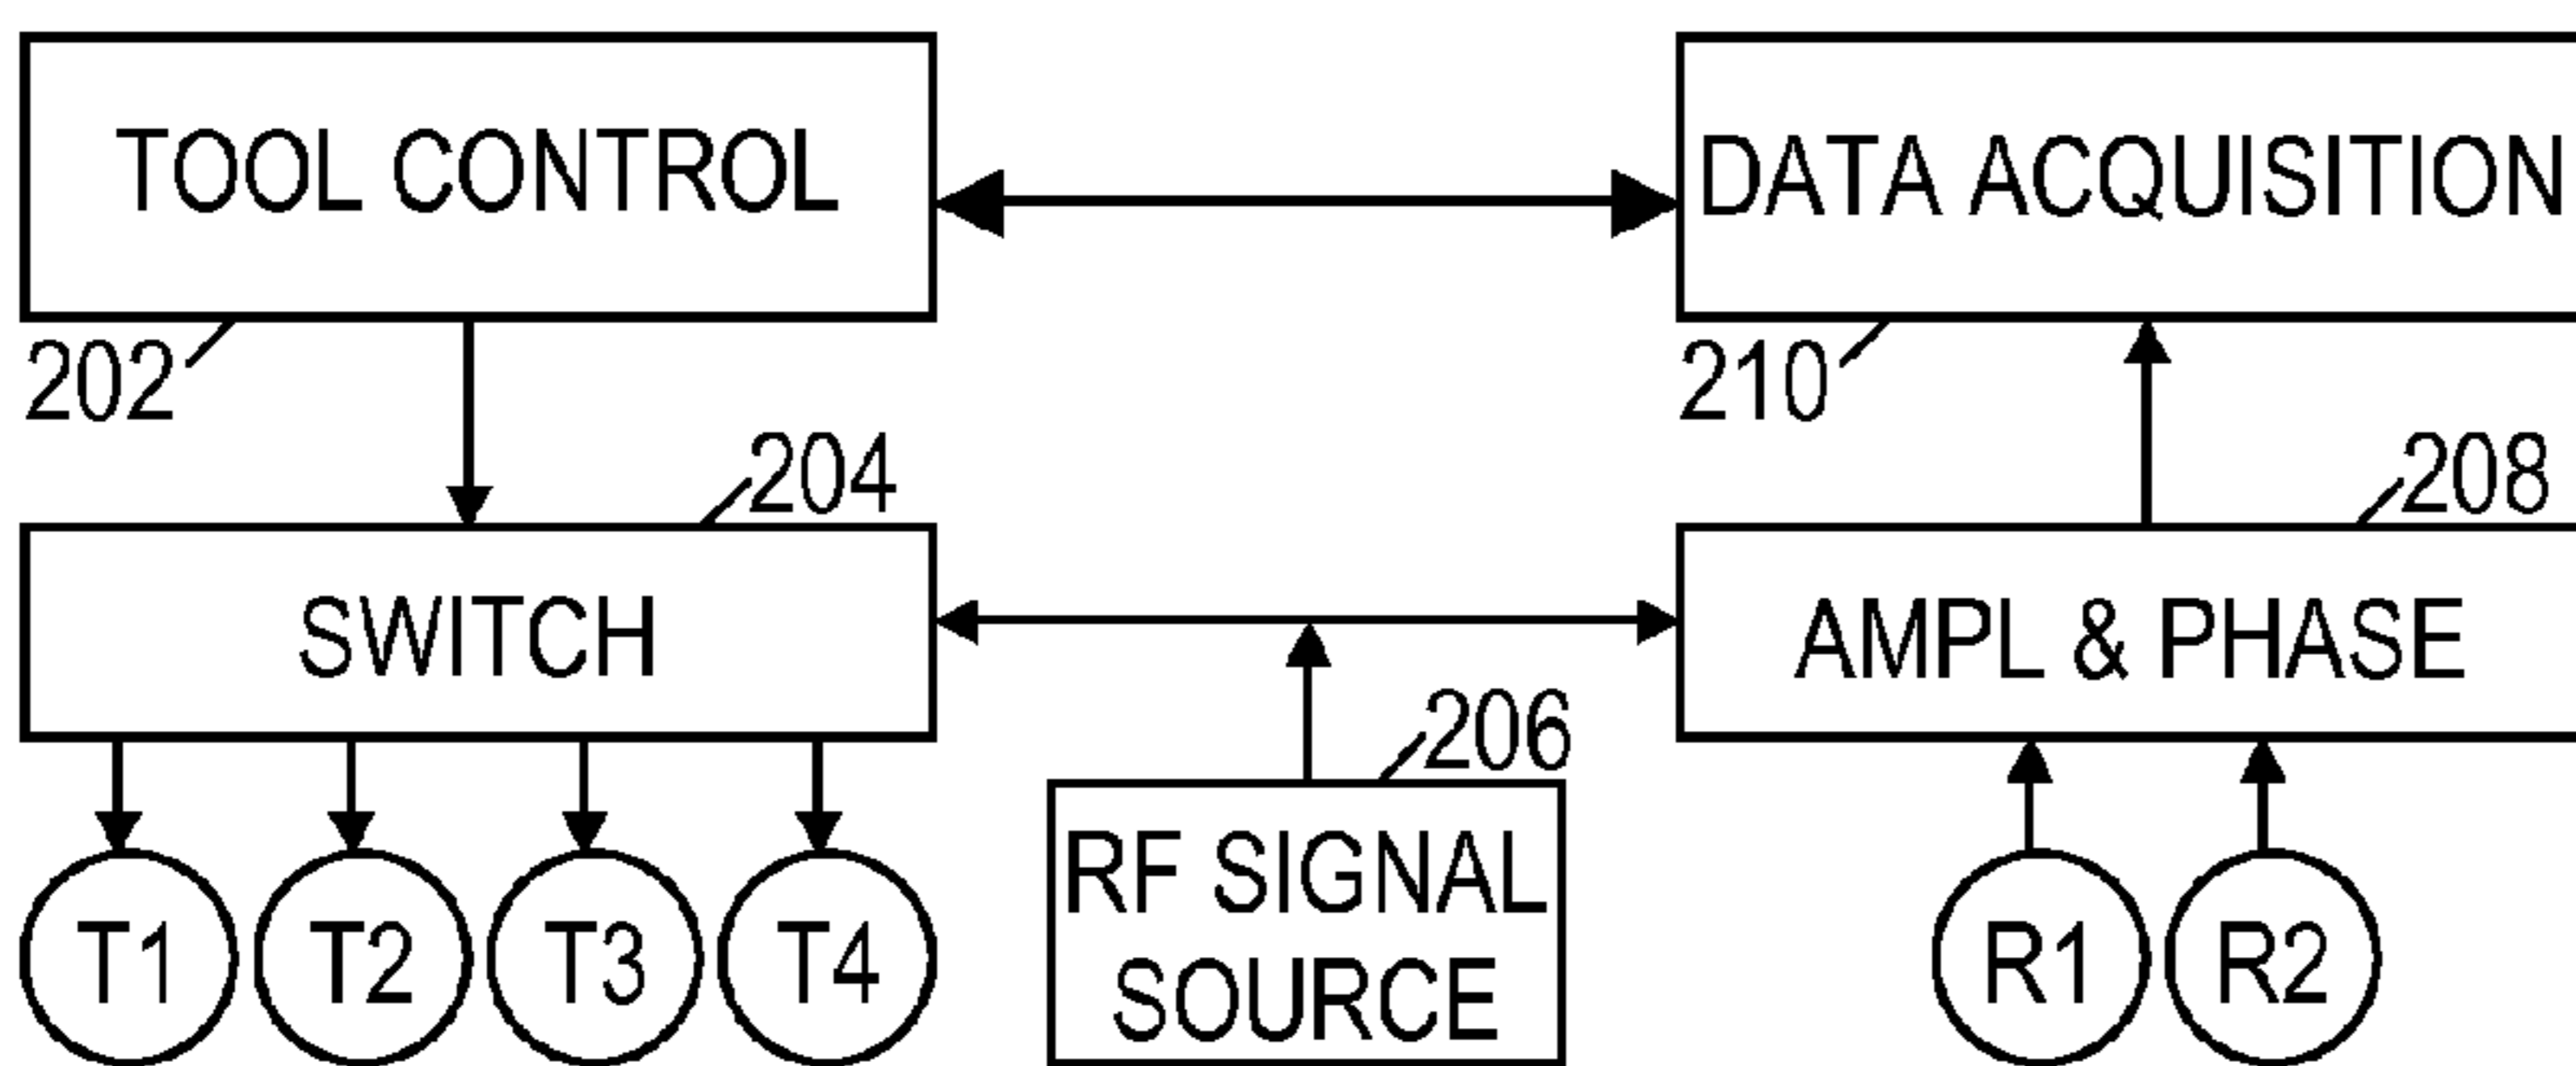 TOOL CONTROL
DATA ACQUISITION
202
210
204
208
SWITCH
AMPL & PHASE
206
RF SIGNAL
SOURCE
T1
T2
T3
T4
R1
R2